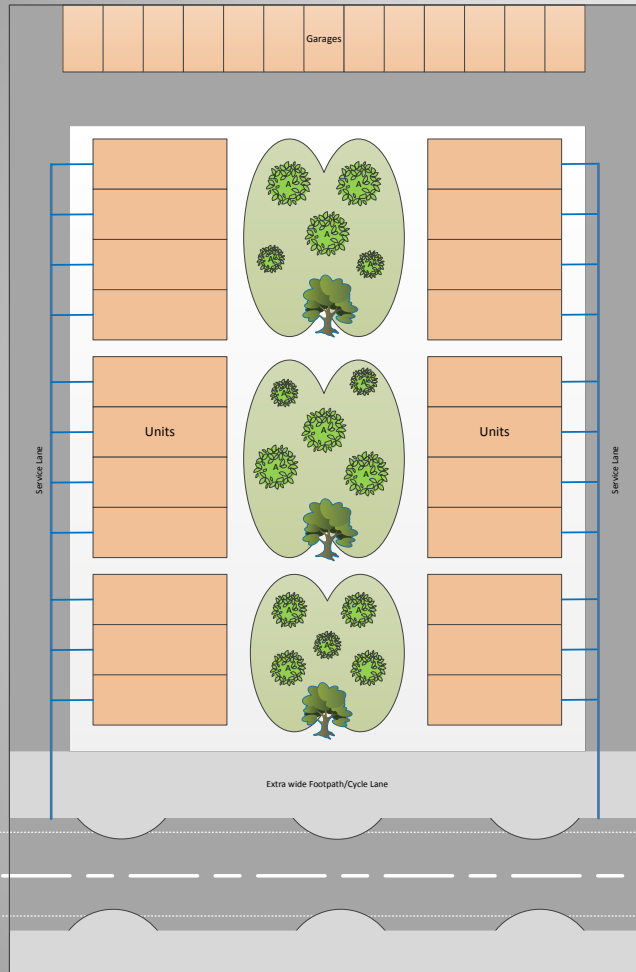 Garages
A A
A
A A
A A
Units A Units
A A
Service Lane
Service Lane
A A
A
A A
Extra wide Footpath/Cycle Lane